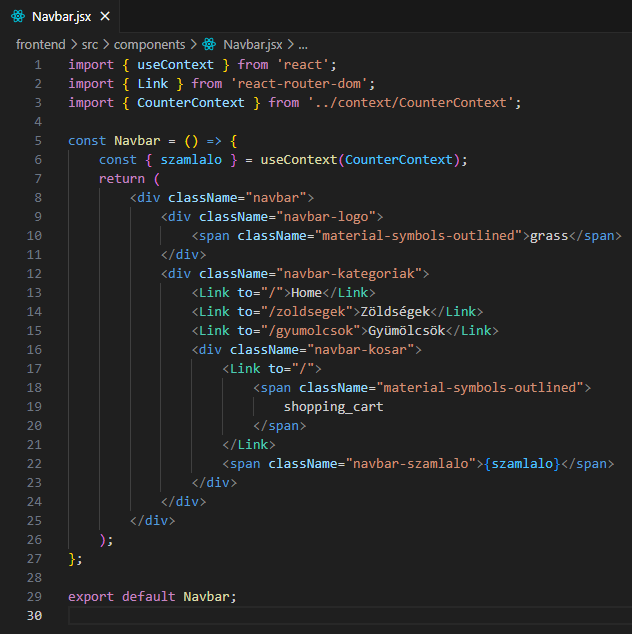 Navbar.jsx ×
frontend > src > components > Navbar.jsx > ...
1 import { useContext } from 'react';
2 import { Link } from 'react-router-dom';
3 import { CounterContext } from '../context/CounterContext';
4
5 const Navbar = () => {
6     const { szamlalo } = useContext(CounterContext);
7     return (
8         <div className="navbar">
9             <div className="navbar-logo">
10                 <span className="material-symbols-outlined">grass</span>
11             </div>
12             <div className="navbar-kategoriak">
13                 <Link to="/">Home</Link>
14                 <Link to="/zoldsegek">Zöldségek</Link>
15                 <Link to="/gyumolcsok">Gyümölcsök</Link>
16                 <div className="navbar-kosar">
17                     <Link to="/">
18                         <span className="material-symbols-outlined">
19                             shopping_cart
20                         </span>
21                     </Link>
22                     <span className="navbar-szamlalo">{szamlalo}</span>
23                 </div>
24             </div>
25         </div>
26     );
27 };
28
29 export default Navbar;
30